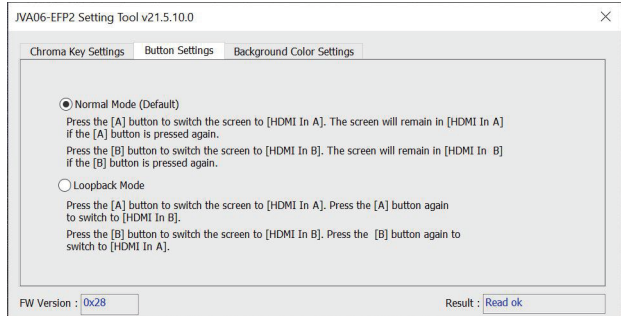 JVA06-EFP2 Setting Tool v21.5.10.0
Chroma Key Settings Button Settings Background Color Settings
Normal Mode (Default)
Press the [A] button to switch the screen to [HDMI In A]. The screen will remain in [HDMI In A]
if the [A] button is pressed again.
Press the [B] button to switch the screen to [HDMI In B]. The screen will remain in [HDMI In B]
if the [B] button is pressed again.
Loopback Mode
Press the [A] button to switch the screen to [HDMI In A]. Press the [A] button again
to switch to [HDMI In B].
Press the [B] button to switch the screen to [HDMI In B]. Press the [B] button again to
switch to [HDMI In A].
FW Version : 0x28 Result : Read ok